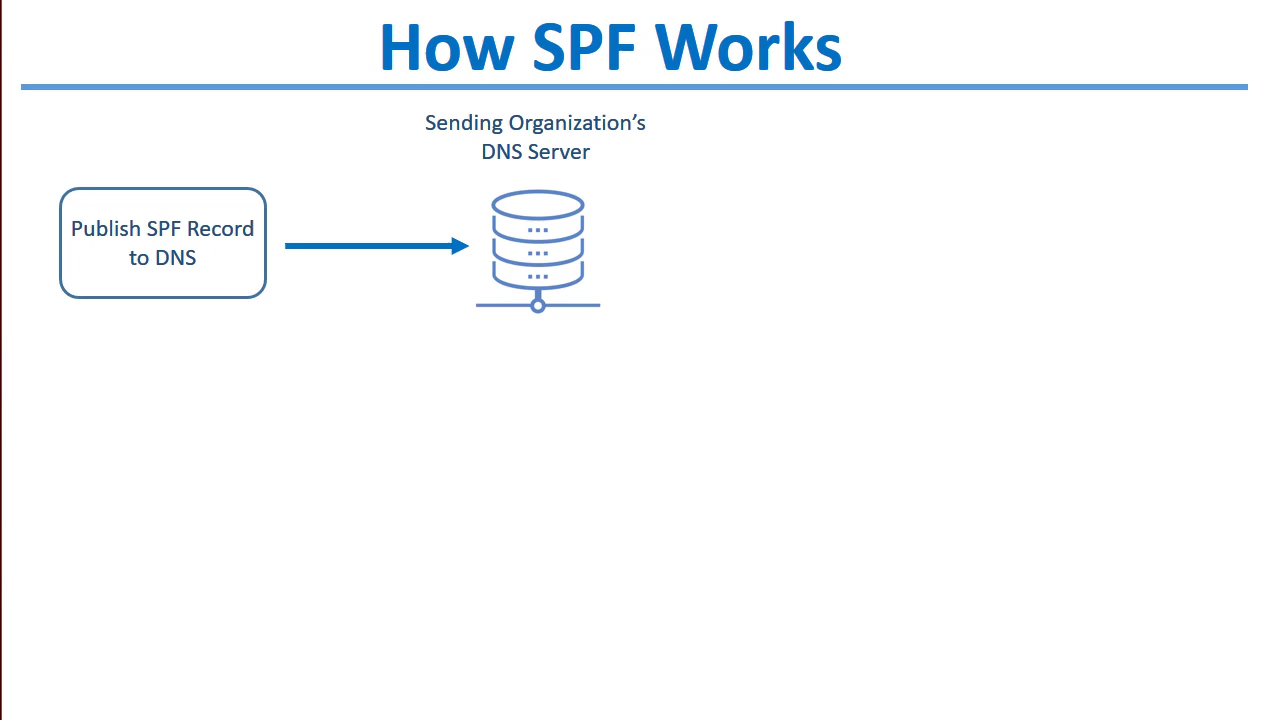 How SPF Works
Sending Organization’s
DNS Server
Publish SPF Record
to DNS